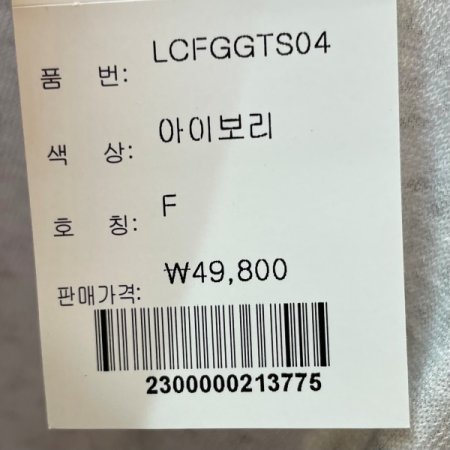 품 번: LCFGGTS04
색 상: 아이보리
호 칭: F
판매가격: ₩49,800
2300000213775